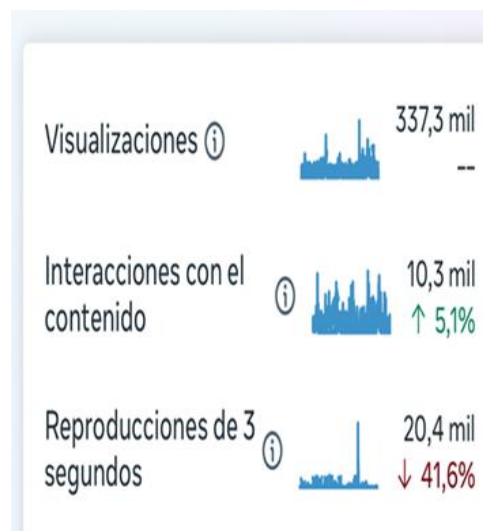 Visualizaciones
337,3 mil
--
Interacciones con el
contenido
10,3 mil
↑ 5,1%
Reproducciones de 3
segundos
20,4 mil
↓ 41,6%